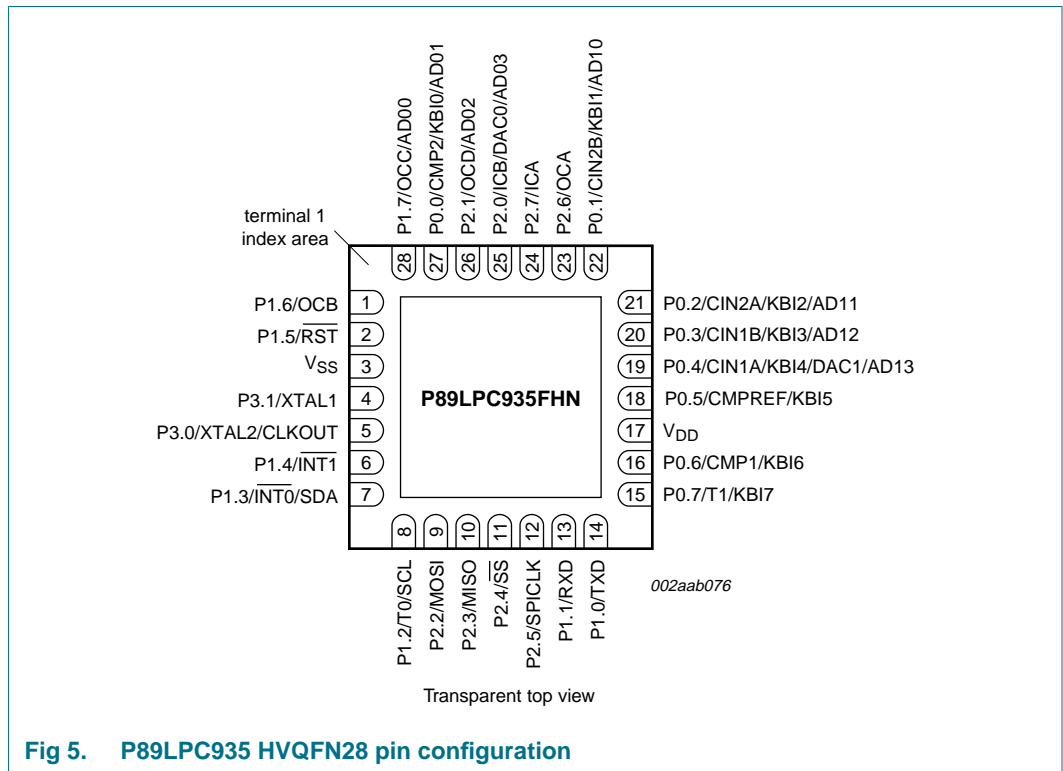 P1.7/OCC/AD00
P0.0/CMP2/KBI0/AD01
P2.1/OCD/AD02
P2.0/ICB/DAC0/AD03
P2.7/ICA
P2.6/OCA
P0.1/CIN2B/KBI1/AD10
terminal 1
index area
28 27 26 25 24 23 22
P1.6/OCB 1
P1.5/R̅S̅T̅ 2
VSS 3
P3.1/XTAL1 4
P3.0/XTAL2/CLKOUT 5
P1.4/I̅N̅T̅1̅ 6
P1.3/I̅N̅T̅0̅/SDA 7
P89LPC935FHN
21 P0.2/CIN2A/KBI2/AD11
20 P0.3/CIN1B/KBI3/AD12
19 P0.4/CIN1A/KBI4/DAC1/AD13
18 P0.5/CMPREF/KBI5
17 VDD
16 P0.6/CMP1/KBI6
15 P0.7/T1/KBI7
8 9 10 11 12 13 14
P1.2/T0/SCL
P2.2/MOSI
P2.3/MISO
P2.4/S̅S̅
P2.5/SPICLK
P1.1/RXD
P1.0/TXD
002aab076
Transparent top view
Fig 5. P89LPC935 HVQFN28 pin configuration